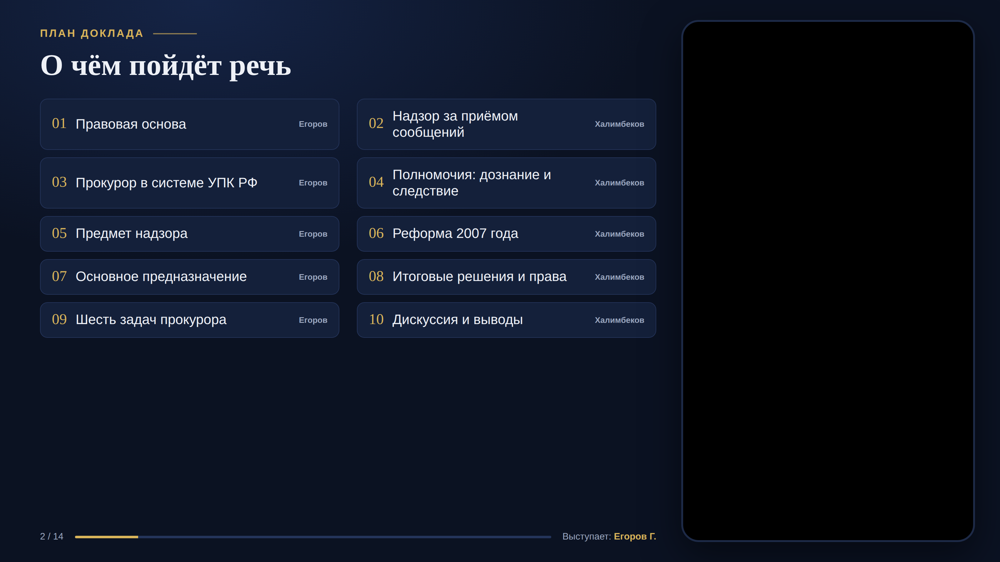 ПЛАН ДОКЛАДА
О чём пойдёт речь
01 Правовая основа Егоров
02 Надзор за приёмом
сообщений Халимбеков
03 Прокурор в системе УПК РФ Егоров
04 Полномочия: дознание и
следствие Халимбеков
05 Предмет надзора Егоров
06 Реформа 2007 года Халимбеков
07 Основное предназначение Егоров
08 Итоговые решения и права Халимбеков
09 Шесть задач прокурора Егоров
10 Дискуссия и выводы Халимбеков
2 / 14 Выступает: Егоров Г.